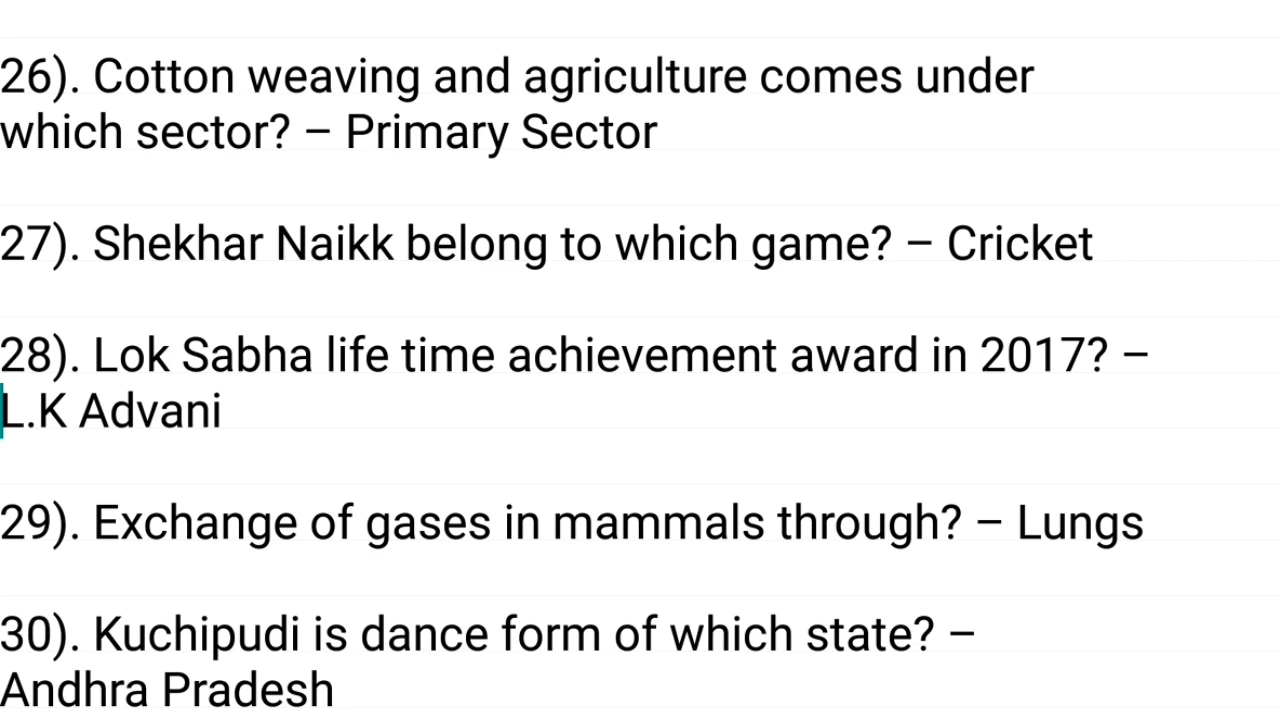 26). Cotton weaving and agriculture comes under
which sector? – Primary Sector
27). Shekhar Naikk belong to which game? – Cricket
28). Lok Sabha life time achievement award in 2017? –
L.K Advani
29). Exchange of gases in mammals through? – Lungs
30). Kuchipudi is dance form of which state? –
Andhra Pradesh